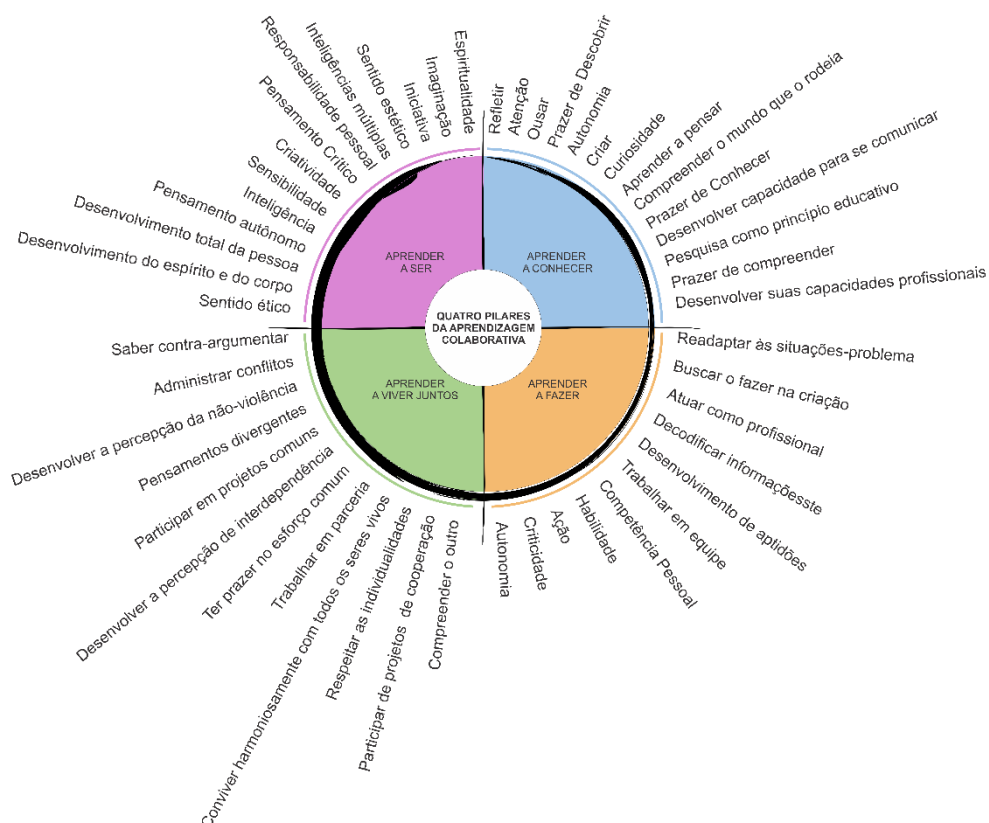 Espiritualidade
Imaginação
Iniciativa
Sentido estético
Inteligências múltiplas
Responsabilidade pessoal
Pensamento Crítico
Criatividade
Sensibilidade
Inteligência
Pensamento autônomo
Desenvolvimento total da pessoa
Desenvolvimento do espírito e do corpo
Sentido ético
Refletir
Atenção
Ousar
Prazer de Descobrir
Autonomia
Criar
Curiosidade
Aprender a pensar
Compreender o mundo que o rodeia
Prazer de Conhecer
Desenvolver capacidade para se comunicar
Pesquisa como princípio educativo
Prazer de compreender
Desenvolver suas capacidades profissionais
APRENDER
A SER
APRENDER
A CONHECER
QUATRO PILARES
DA APRENDIZAGEM
COLABORATIVA
APRENDER
A VIVER JUNTOS
APRENDER
A FAZER
Saber contra-argumentar
Administrar conflitos
Desenvolver a percepção da não-violência
Pensamentos divergentes
Participar em projetos comuns
Desenvolver a percepção de interdependência
Ter prazer no esforço comum
Trabalhar em parceria
Conviver harmoniosamente com todos os seres vivos
Respeitar as individualidades
Participar de projetos de cooperação
Compreender o outro
Readaptar às situações-problema
Buscar o fazer na criação
Atuar como profissional
Decodificar informaçõesste
Desenvolvimento de aptidões
Trabalhar em equipe
Competência Pessoal
Habilidade
Ação
Criticidade
Autonomia